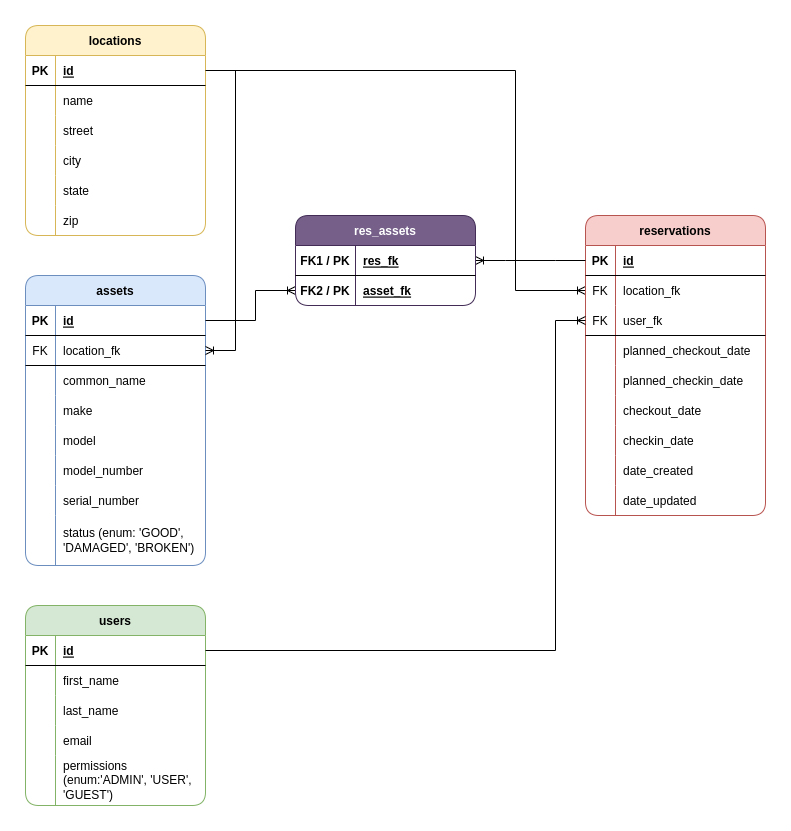 locations
PK id
name
street
city
state
zip
assets
PK id
FK location_fk
common_name
make
model
model_number
serial_number
status (enum: 'GOOD',
'DAMAGED', 'BROKEN')
users
PK id
first_name
last_name
email
permissions
(enum:'ADMIN', 'USER',
'GUEST')
res_assets
FK1 / PK res_fk
FK2 / PK asset_fk
reservations
PK id
FK location_fk
FK user_fk
planned_checkout_date
planned_checkin_date
checkout_date
checkin_date
date_created
date_updated